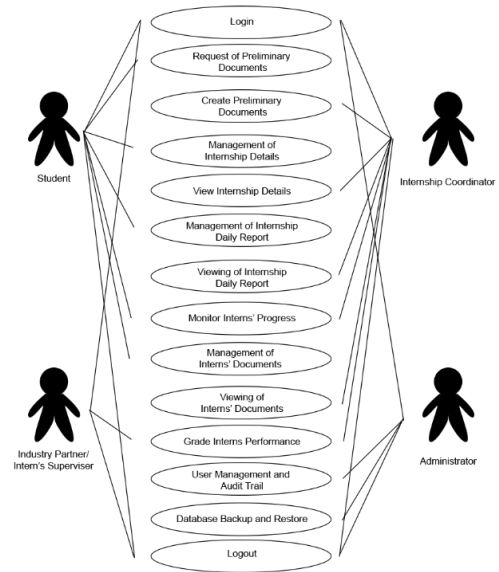 Login
Request of Preliminary
Documents
Create Preliminary
Documents
Management of
Internship Details
Student
Internship Coordinator
View Internship Details
Management of Internship
Daily Report
Viewing of Internship
Daily Report
Monitor Interns' Progress
Management of
Interns' Documents
Viewing of
Interns' Documents
Grade Interns Performance
Industry Partner/
Intern's Superviser
Administrator
User Management and
Audit Trail
Database Backup and Restore
Logout